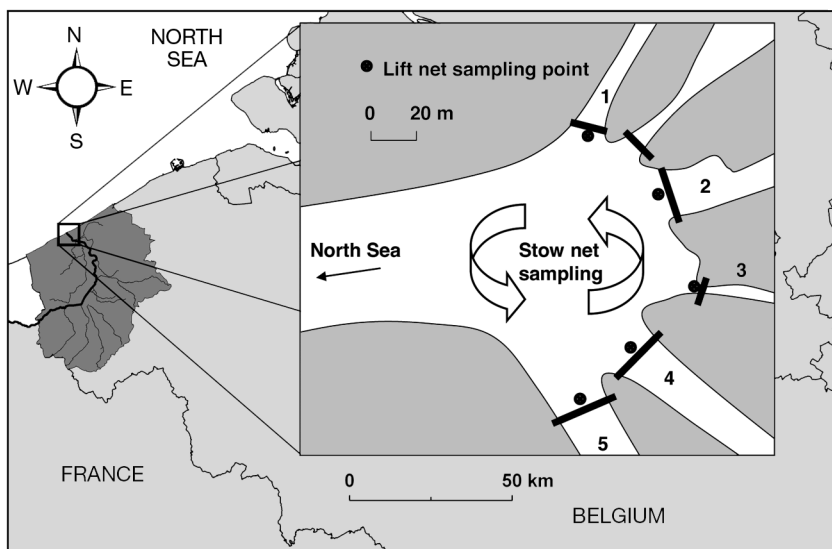 N
W E
S
NORTH
SEA
Lift net sampling point
0 20 m
1
2
North Sea
Stow net
sampling
3
4
5
FRANCE
0 50 km
BELGIUM